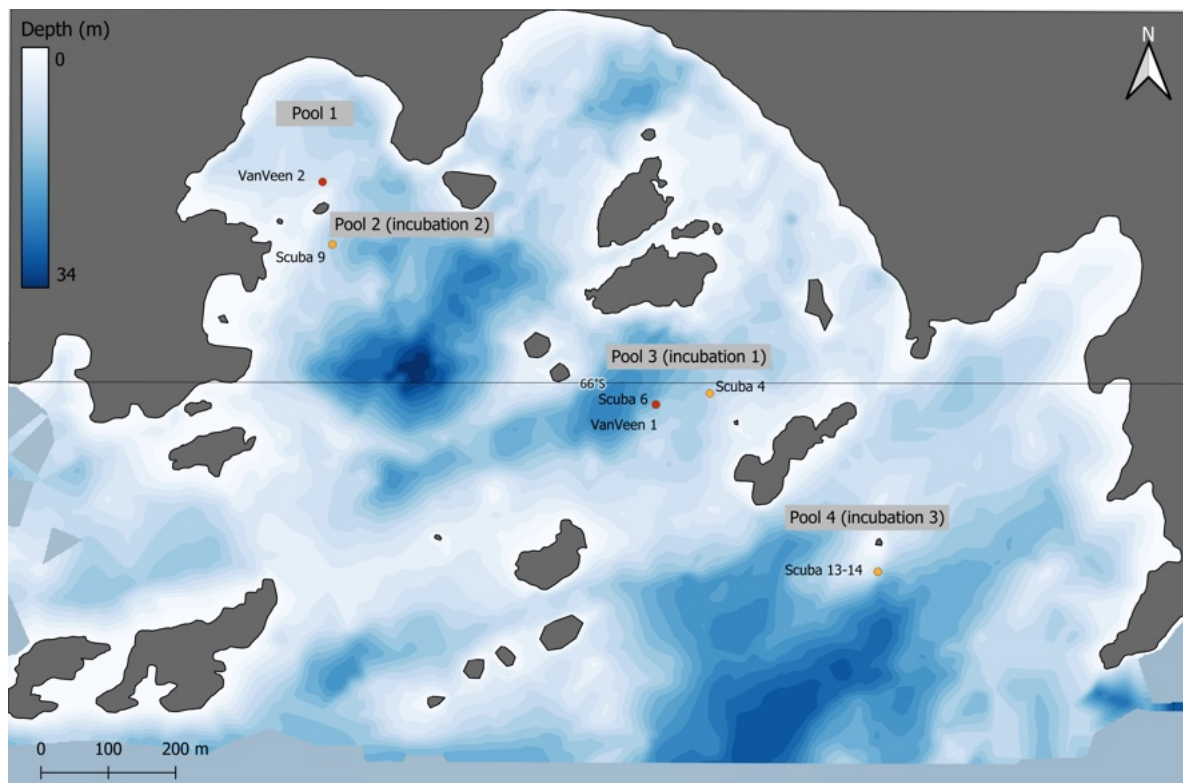 Depth (m)
0
34
N
Pool 1
VanVeen 2
Pool 2 (incubation 2)
Scuba 9
Pool 3 (incubation 1)
66°S
Scuba 4
Scuba 6
VanVeen 1
Pool 4 (incubation 3)
Scuba 13-14
0 100 200 m